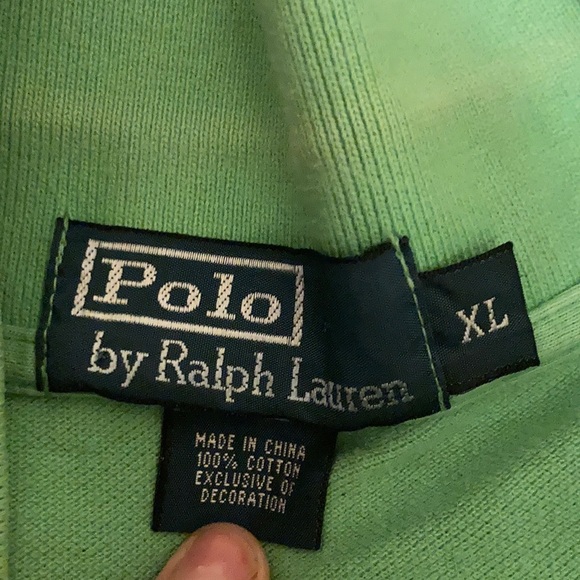 Polo
by Ralph Lauren
XL
MADE IN CHINA
100% COTTON
EXCLUSIVE OF
DECORATION